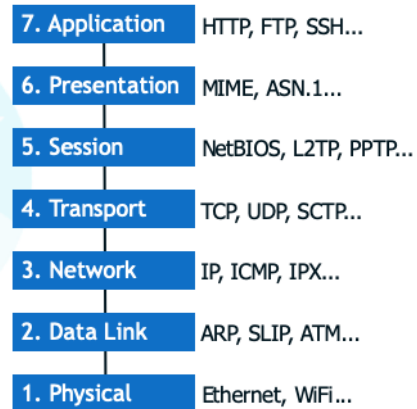 7. Application HTTP, FTP, SSH...
6. Presentation MIME, ASN.1...
5. Session NetBIOS, L2TP, PPTP...
4. Transport TCP, UDP, SCTP...
3. Network IP, ICMP, IPX...
2. Data Link ARP, SLIP, ATM...
1. Physical Ethernet, WiFi...